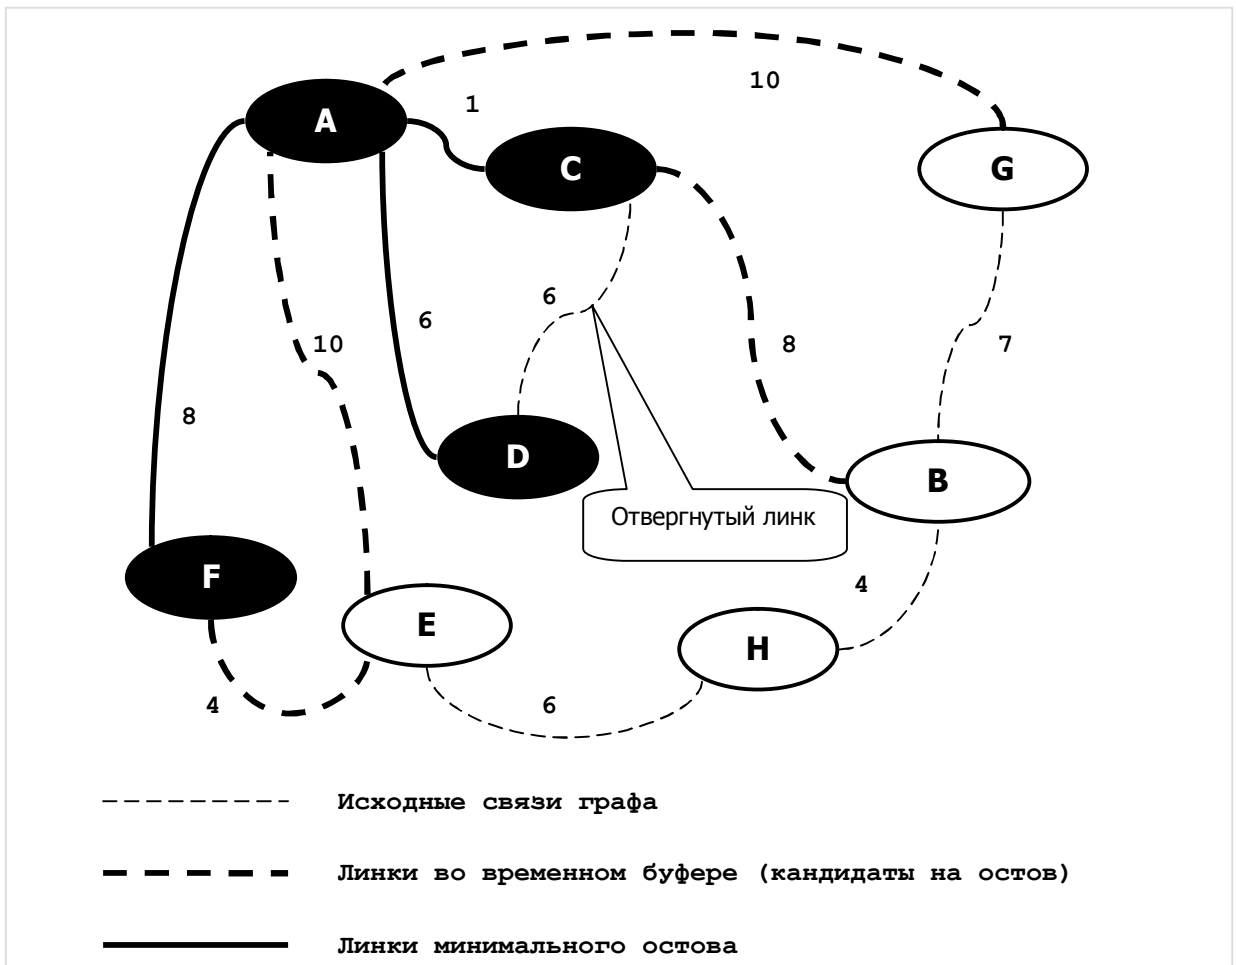 10
A
1
C
G
6
6
10
8
7
8
D
B
Отвергнутый линк
F
4
E
H
4
6
Исходные связи графа
Линки во временном буфере (кандидаты на остов)
Линки минимального остова